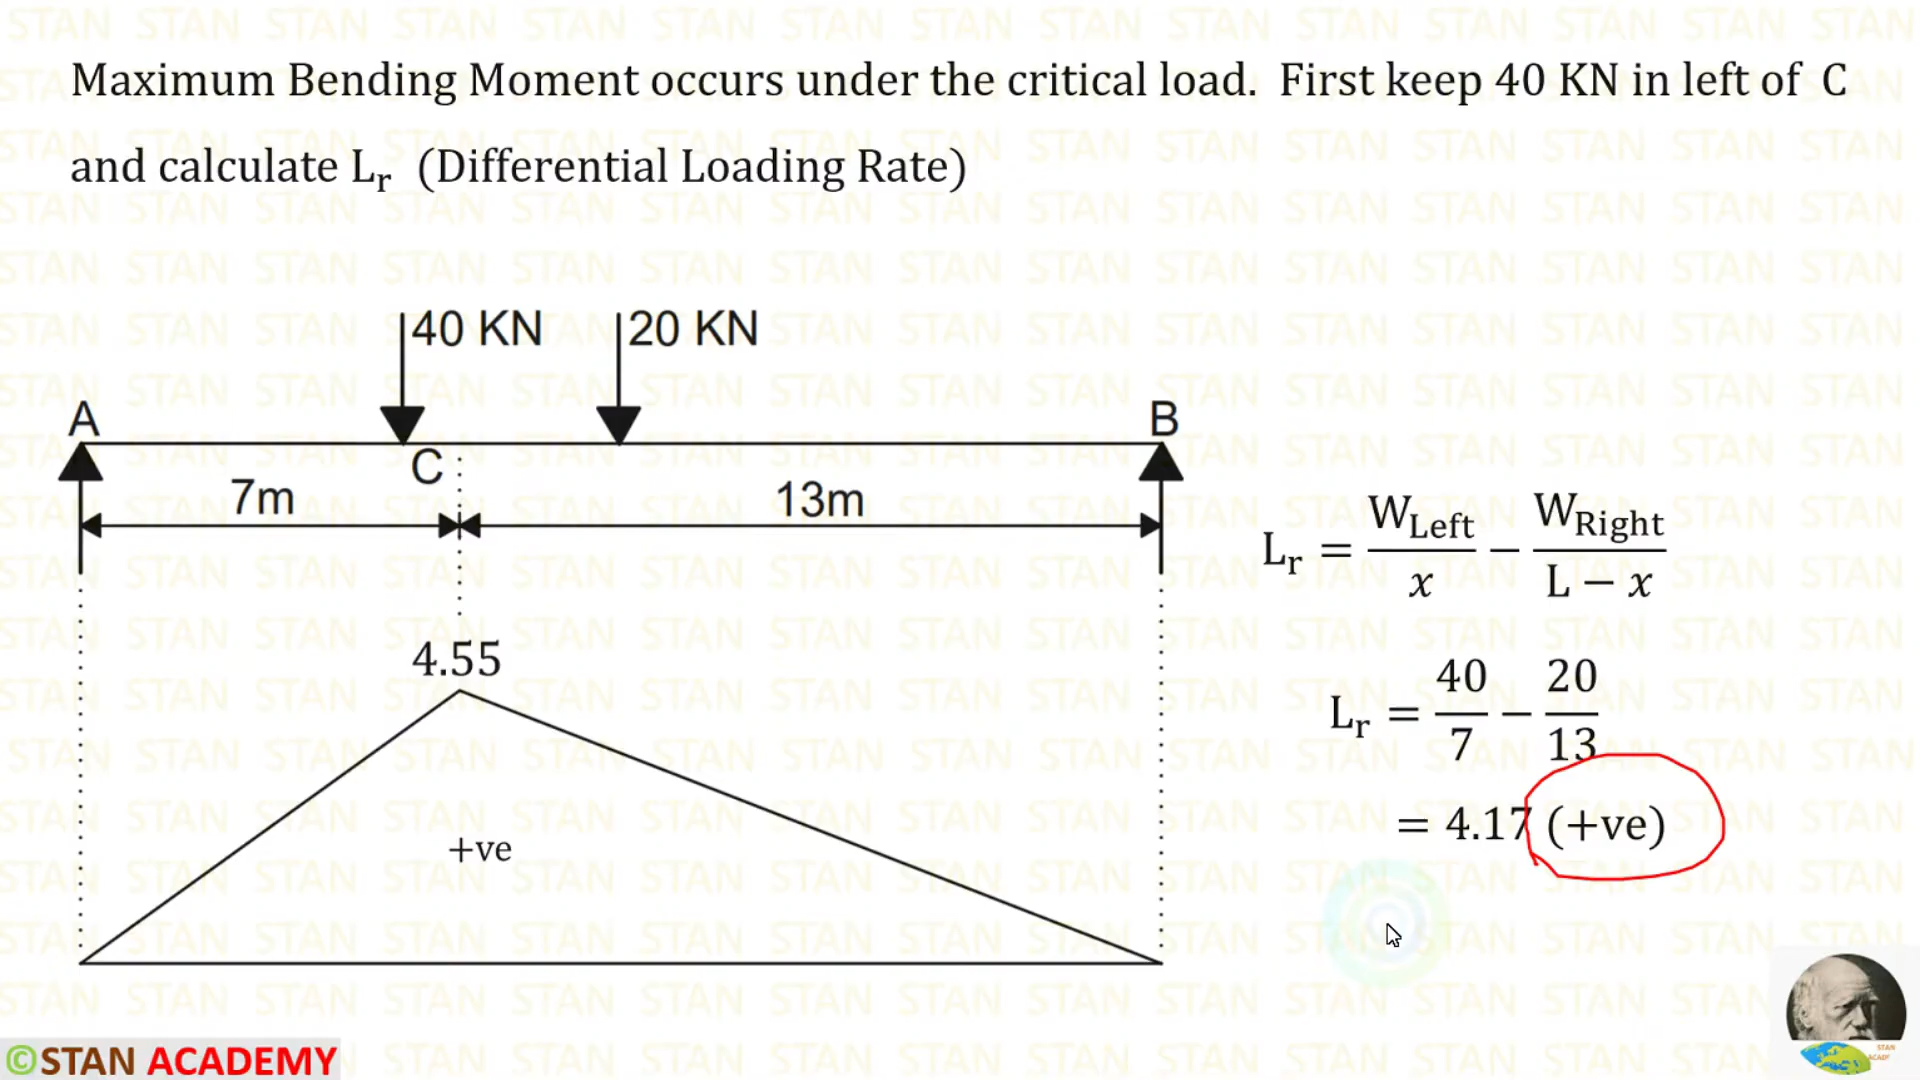 Maximum Bending Moment occurs under the critical load. First keep 40 KN in left of C
and calculate Lr (Differential Loading Rate)
40 KN
20 KN
A
B
C
7m
13m
Lr = WLeft/x − WRight/L − x
4.55
Lr = 40/7 − 20/13
= 4.17 (+ve)
+ve
©STAN ACADEMY
STAN